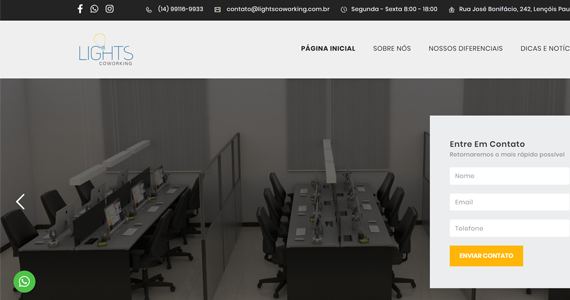 (14) 99116-9933
contato@lightscoworking.com.br
Segunda - Sexta 8:00 - 18:00
Rua José Bonifácio, 242, Lençóis Pau
LIGHTS
COWORKING
PÁGINA INICIAL
SOBRE NÓS
NOSSOS DIFERENCIAIS
DICAS E NOTÍC
Entre Em Contato
Retornaremos o mais rápido possível
Nome
Email
Telefone
ENVIAR CONTATO